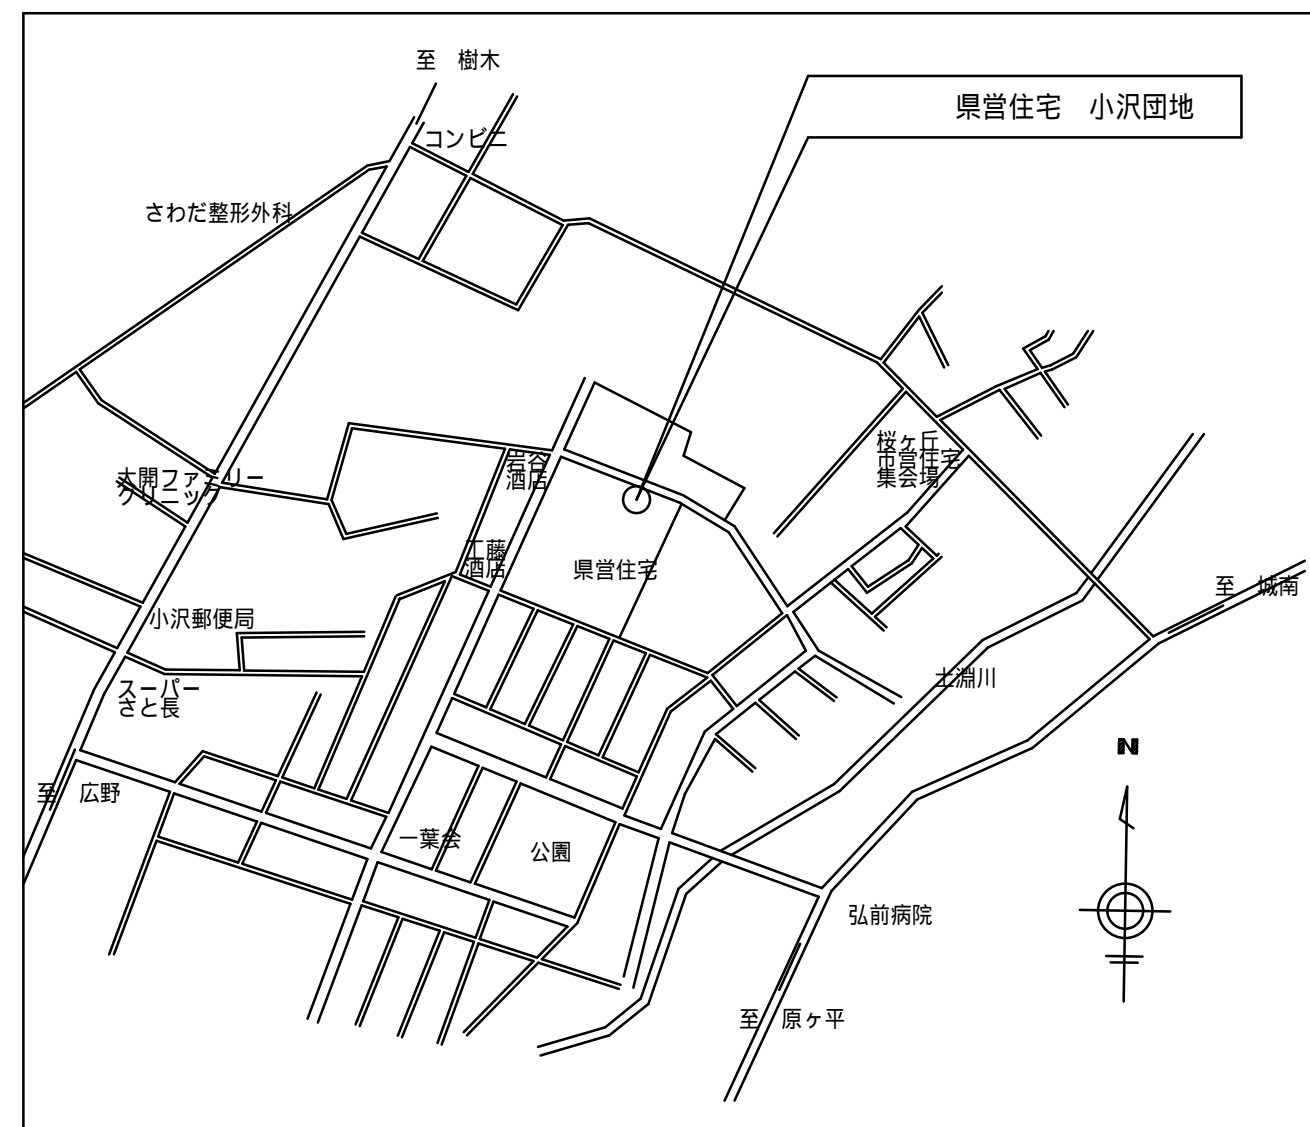 至　樹木
県営住宅　小沢団地
コンビニ
さわだ整形外科
桜ヶ丘
市営住宅
集会場
岩谷
酒店
大開ファミリー
クリニック
工藤
酒店
県営住宅
至　城南
小沢郵便局
土淵川
スーパー
さと長
N
至　広野
一葉会
公園
弘前病院
至　原ヶ平